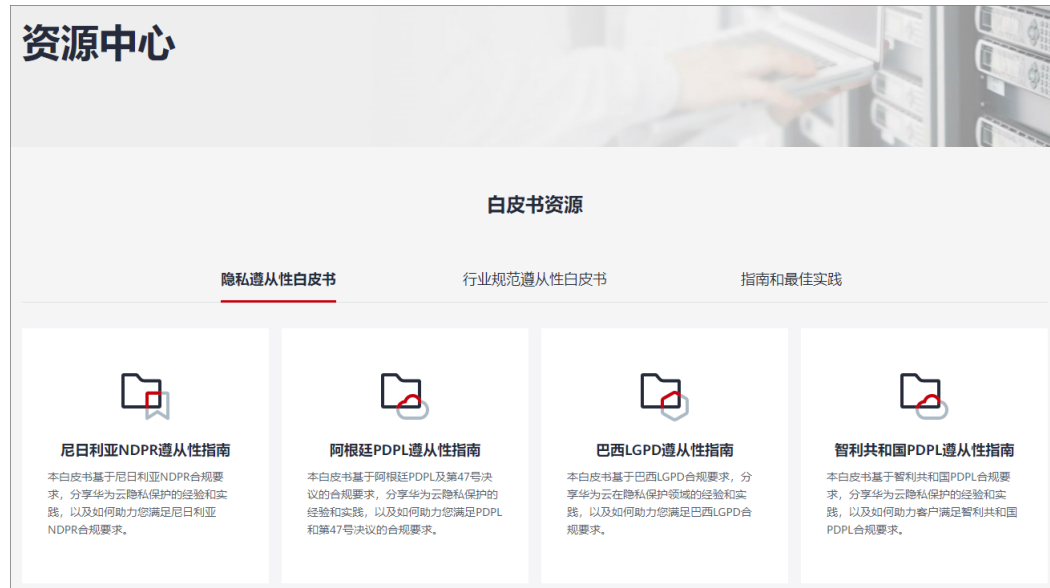 资源中心
白皮书资源
隐私遵从性白皮书
行业规范遵从性白皮书
指南和最佳实践
尼日利亚NDPR遵从性指南
本白皮书基于尼日利亚NDPR合规要
求，分享华为云隐私保护的经验和实
践，以及如何助力您满足尼日利亚
NDPR合规要求。
阿根廷PDPL遵从性指南
本白皮书基于阿根廷PDPL及第47号决
议的合规要求，分享华为云隐私保护的
经验和实践，以及如何助力您满足PDPL
和第47号决议的合规要求。
巴西LGPD遵从性指南
本白皮书基于巴西LGPD合规要求，分
享华为云在隐私保护领域的经验和实
践，以及如何助力您满足巴西LGPD合
规要求。
智利共和国PDPL遵从性指南
本白皮书基于智利共和国PDPL合规要
求，分享华为云隐私保护的经验和实
践，以及如何助力客户满足智利共和国
PDPL合规要求。